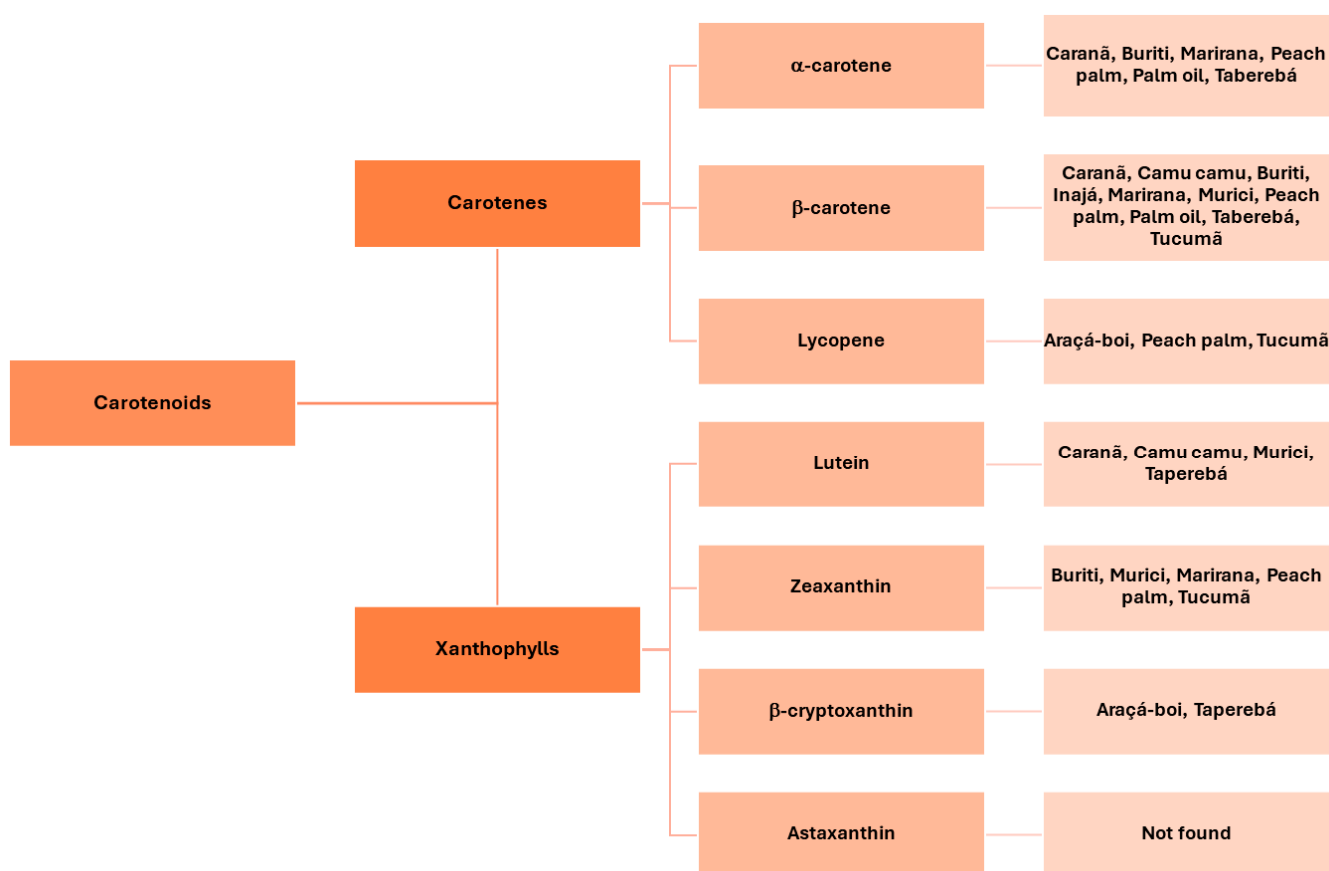 Carotenoids
Carotenes
α-carotene
Caranã, Buriti, Marirana, Peach
palm, Palm oil, Taberebá
β-carotene
Caranã, Camu camu, Buriti,
Inajá, Marirana, Murici, Peach
palm, Palm oil, Taberebá,
Tucumã
Lycopene
Araçá-boi, Peach palm, Tucumã
Xanthophylls
Lutein
Caranã, Camu camu, Murici,
Taperebá
Zeaxanthin
Buriti, Murici, Marirana, Peach
palm, Tucumã
β-cryptoxanthin
Araçá-boi, Taperebá
Astaxanthin
Not found